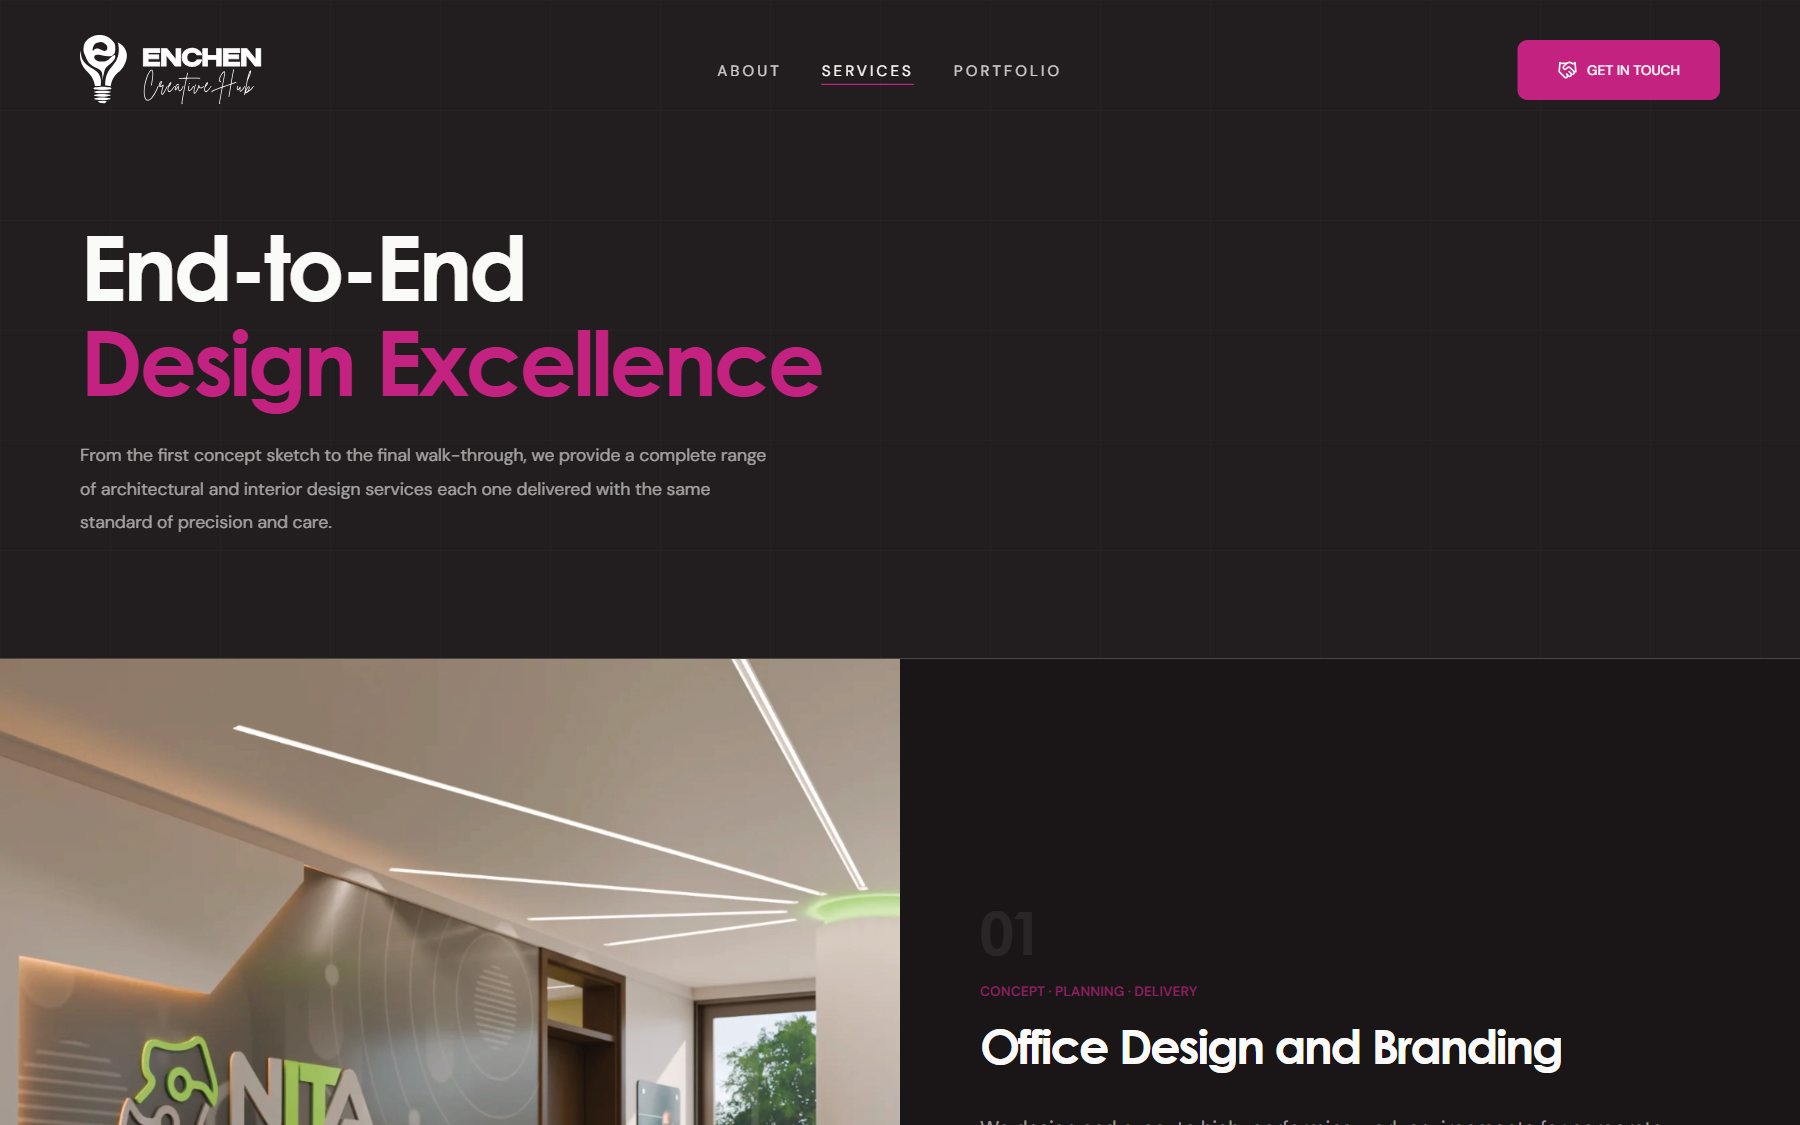 ENCHEN
Creative Hub
ABOUT
SERVICES
PORTFOLIO
GET IN TOUCH
End-to-End
Design Excellence
From the first concept sketch to the final walk-through, we provide a complete range
of architectural and interior design services each one delivered with the same
standard of precision and care.
NITA
01
CONCEPT · PLANNING · DELIVERY
Office Design and Branding